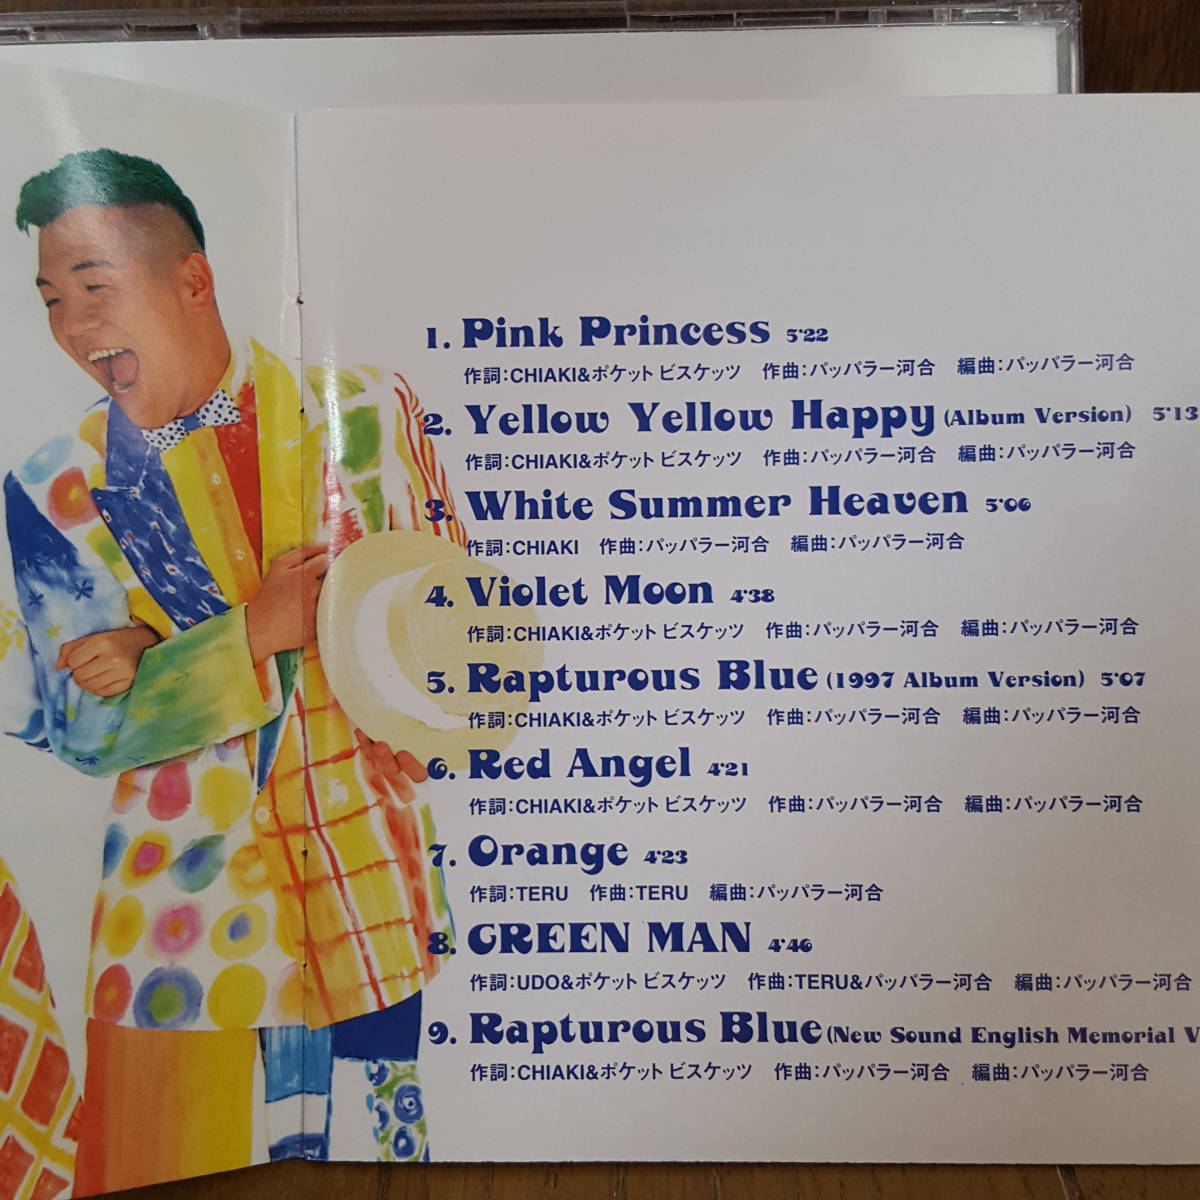 1. Pink Princess 5'22
作詞：CHIAKI&ポケット ビスケッツ 作曲：パッパラー河合 編曲：パッパラー河合
2. Yellow Yellow Happy (Album Version) 5'13
作詞：CHIAKI&ポケット ビスケッツ 作曲：パッパラー河合 編曲：パッパラー河合
3. White Summer Heaven 5'06
作詞：CHIAKI 作曲：パッパラー河合 編曲：パッパラー河合
4. Violet Moon 4'38
作詞：CHIAKI&ポケット ビスケッツ 作曲：パッパラー河合 編曲：パッパラー河合
5. Rapturous Blue (1997 Album Version) 5'07
作詞：CHIAKI&ポケット ビスケッツ 作曲：パッパラー河合 編曲：パッパラー河合
6. Red Angel 4'21
作詞：CHIAKI&ポケット ビスケッツ 作曲：パッパラー河合 編曲：パッパラー河合
7. Orange 4'23
作詞：TERU 作曲：TERU 編曲：パッパラー河合
8. GREEN MAN 4'46
作詞：UDO&ポケット ビスケッツ 作曲：TERU&パッパラー河合 編曲：パッパラー河合
9. Rapturous Blue (New Sound English Memorial V
作詞：CHIAKI&ポケット ビスケッツ 作曲：パッパラー河合 編曲：パッパラー河合